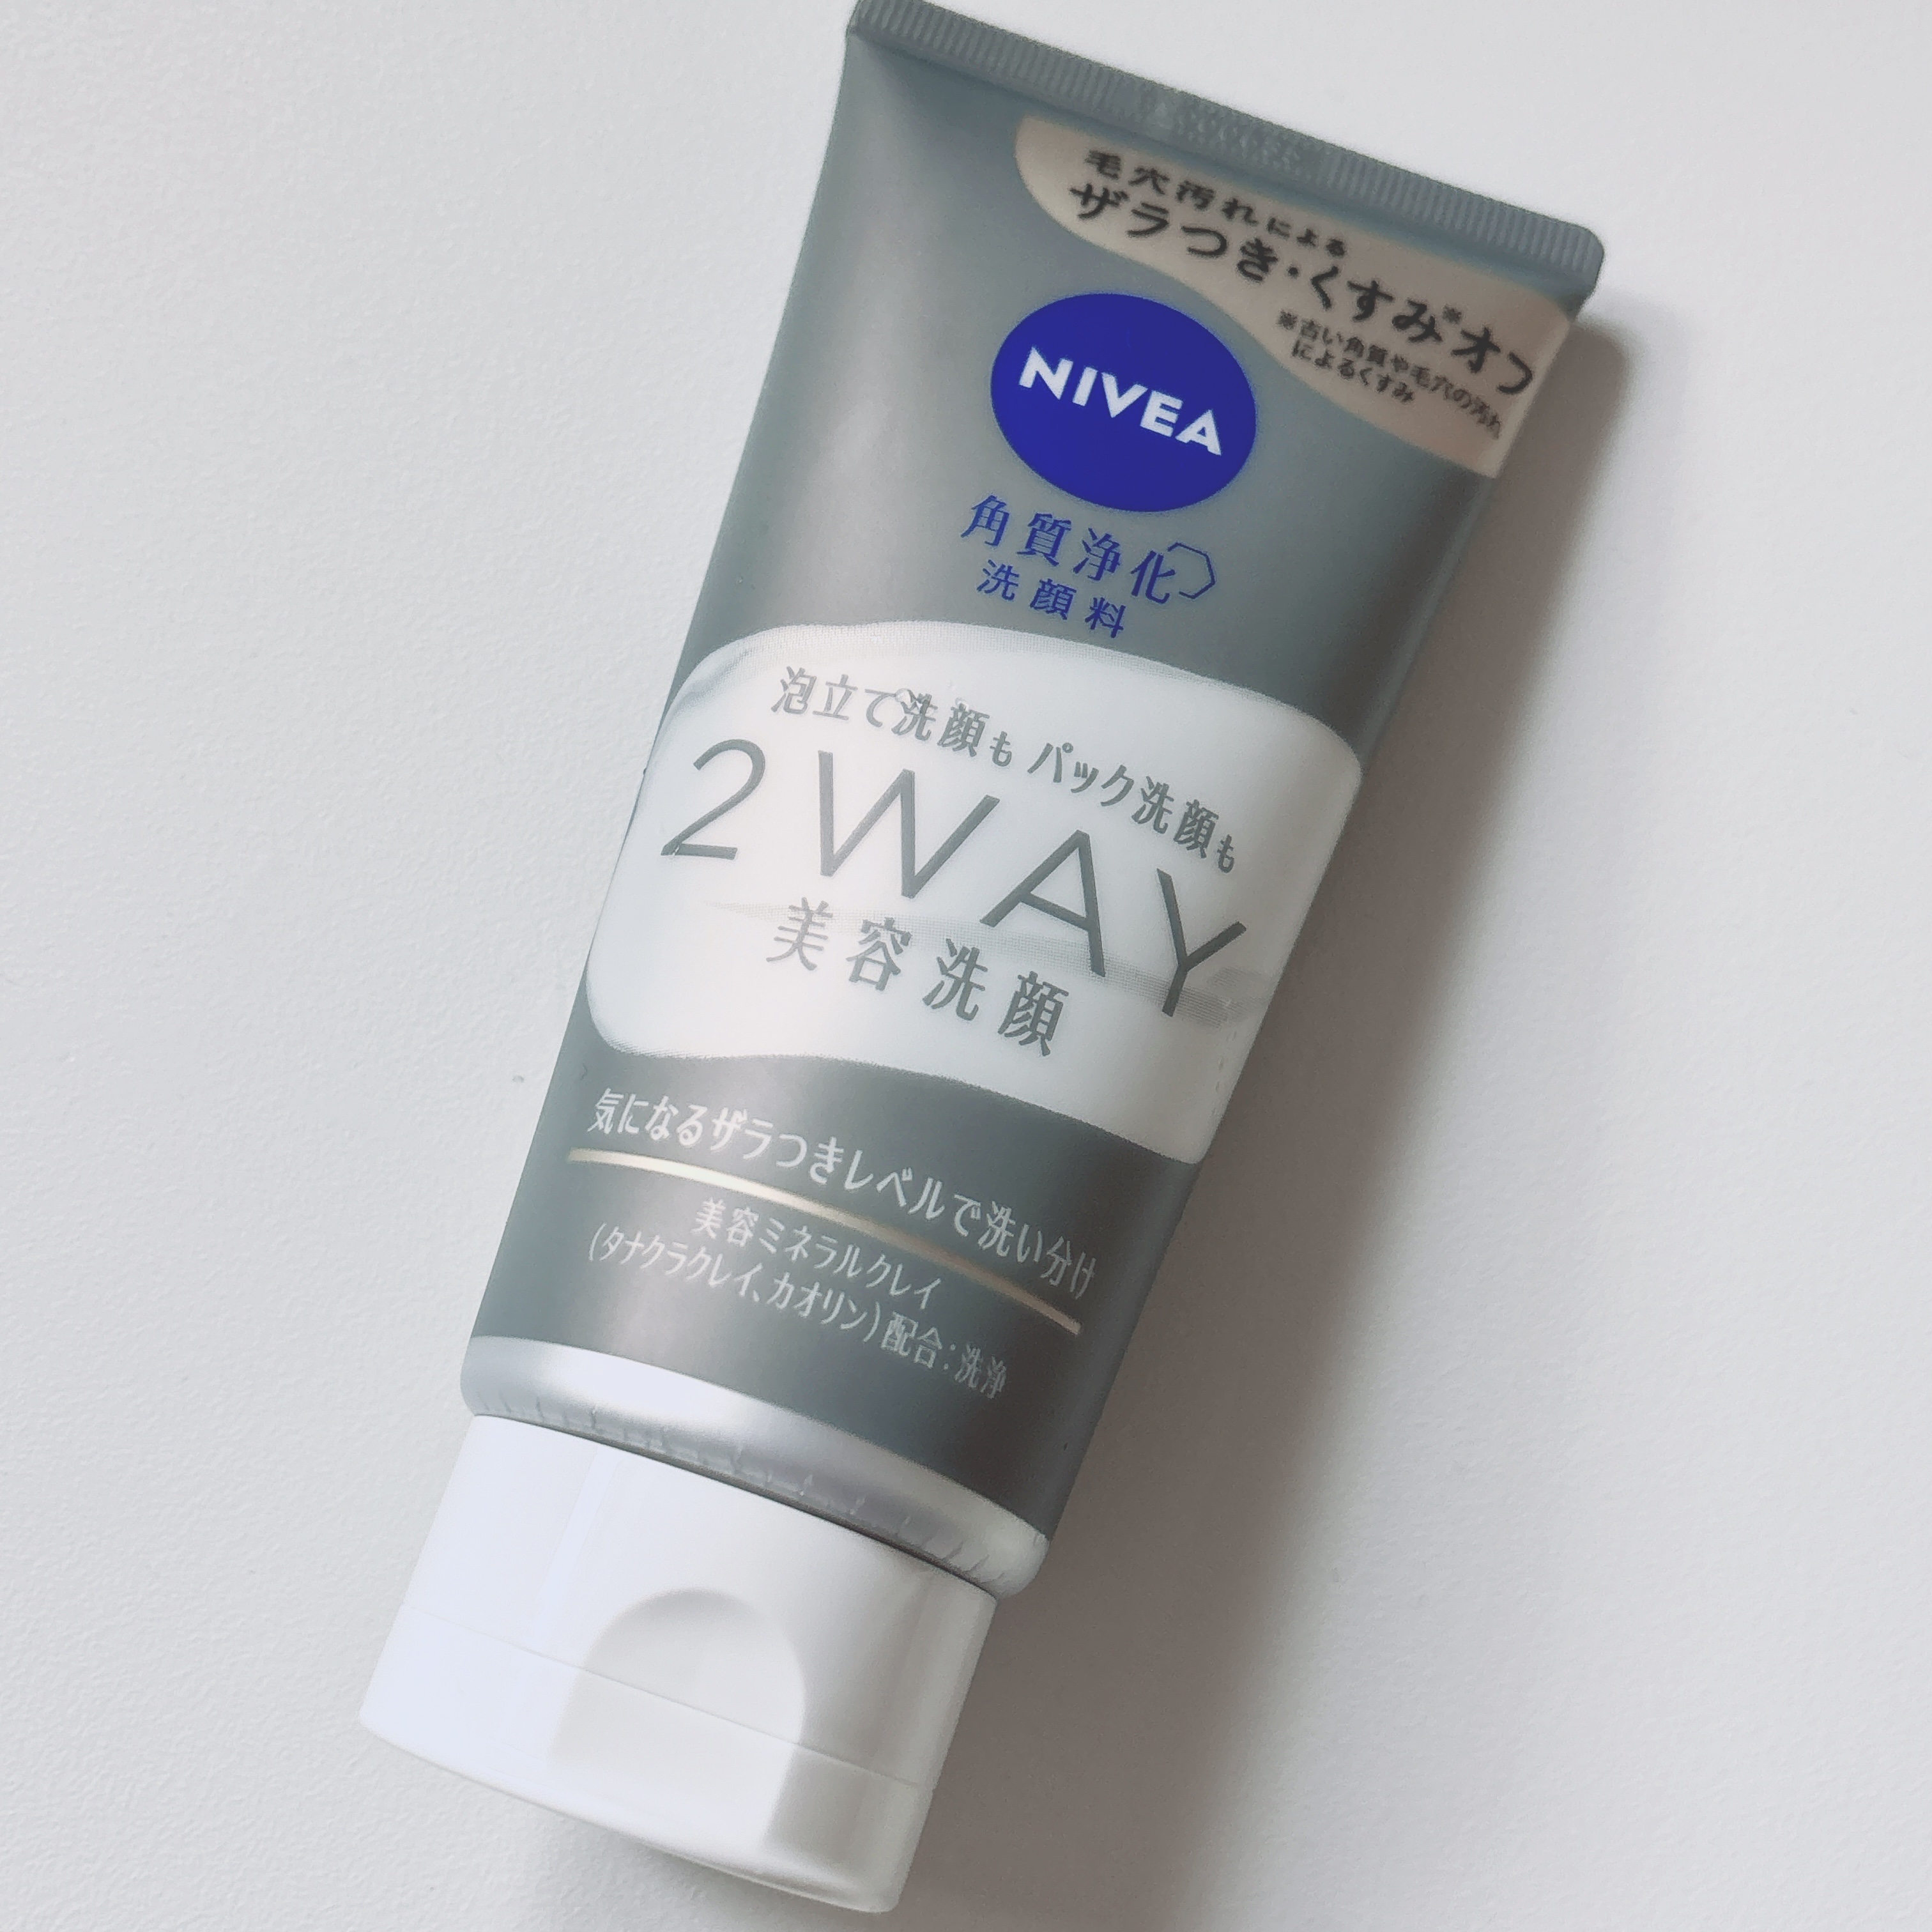 毛穴汚れによる
ザラつき・くすみ※オフ
※古い角質や毛穴の汚れ
によるくすみ
NIVEA
角質浄化
洗顔料
泡立て洗顔も パック洗顔も
2WAY
美容洗顔
気になるザラつきレベルで洗い分け
美容ミネラルクレイ
(タナクラクレイ、カオリン)配合:洗浄